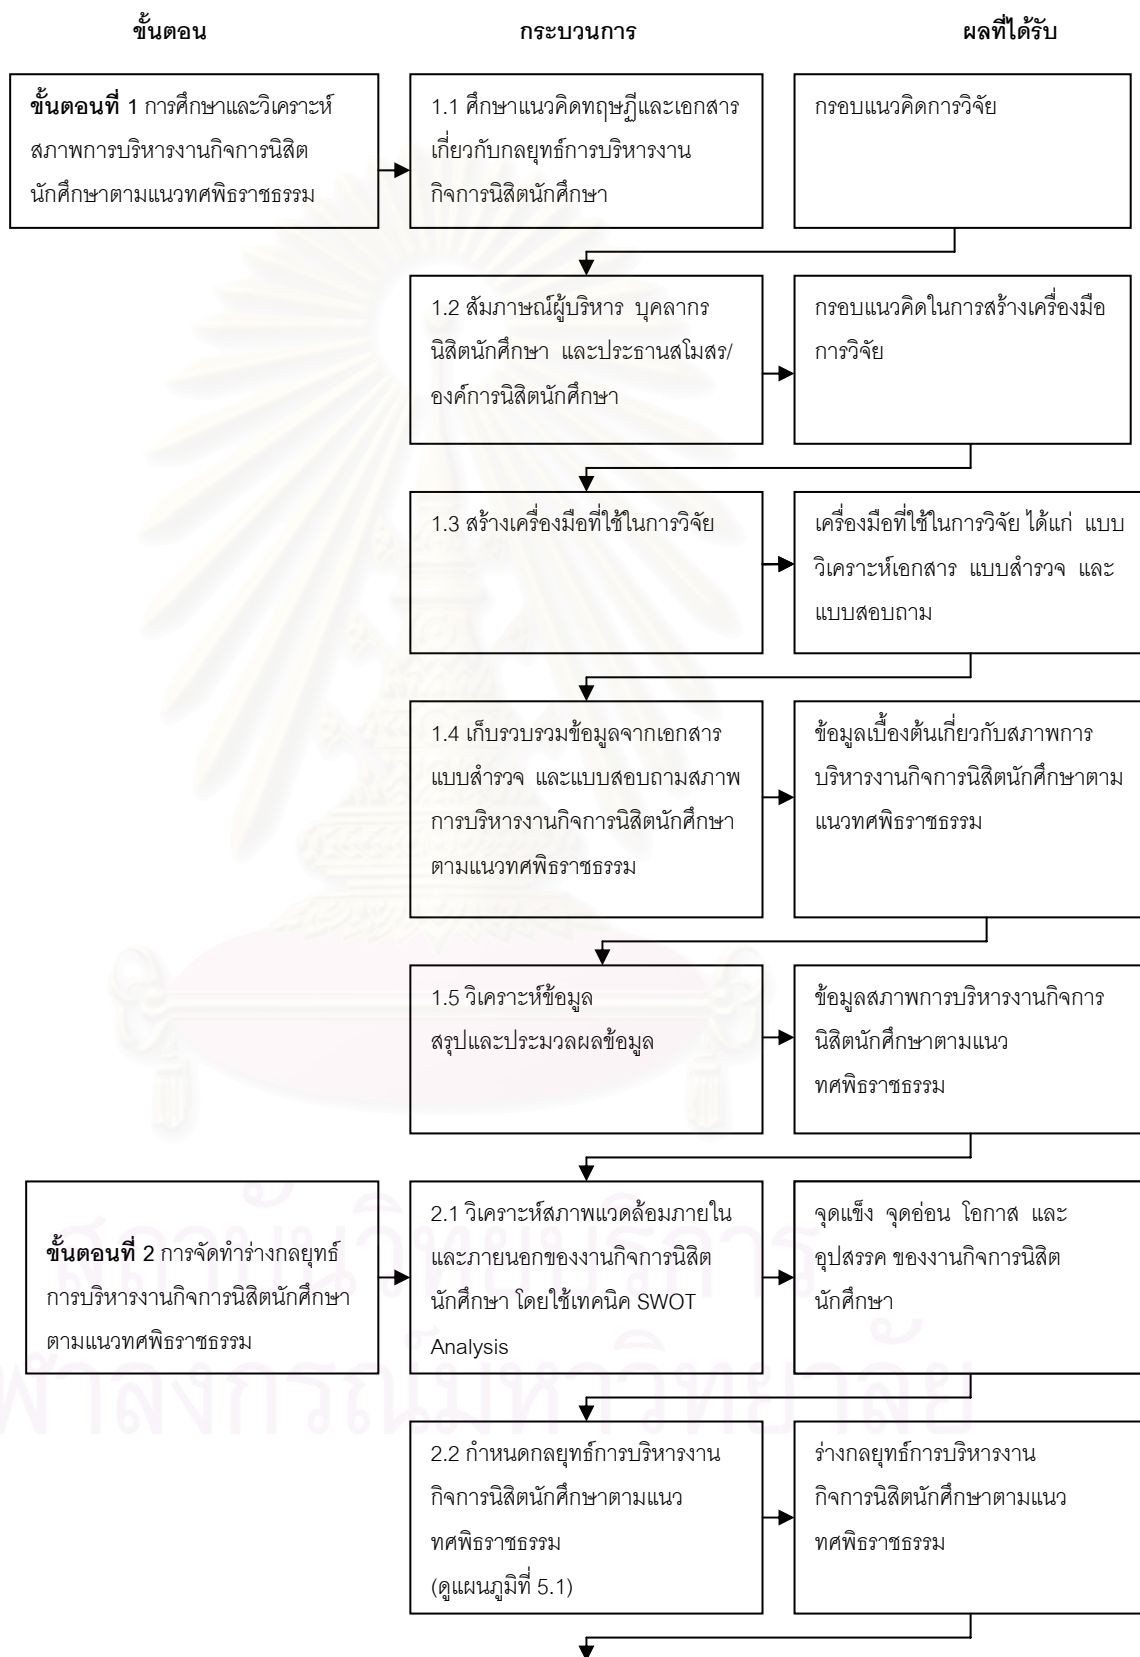 ขั้นตอน
กระบวนการ
ผลที่ได้รับ
ขั้นตอนที่ 1 การศึกษาและวิเคราะห์
สภาพการบริหารงานกิจการนิสิต
นักศึกษาตามแนวทศพิธราชธรรม
1.1 ศึกษาแนวคิดทฤษฎีและเอกสาร
เกี่ยวกับกลยุทธ์การบริหารงาน
กิจการนิสิตนักศึกษา
กรอบแนวคิดการวิจัย
1.2 สัมภาษณ์ผู้บริหาร บุคลากร
นิสิตนักศึกษา และประธานสโมสร/
องค์การนิสิตนักศึกษา
กรอบแนวคิดในการสร้างเครื่องมือ
การวิจัย
1.3 สร้างเครื่องมือที่ใช้ในการวิจัย
เครื่องมือที่ใช้ในการวิจัย ได้แก่ แบบ
วิเคราะห์เอกสาร แบบสำรวจ และ
แบบสอบถาม
1.4 เก็บรวบรวมข้อมูลจากเอกสาร
แบบสำรวจ และแบบสอบถามสภาพ
การบริหารงานกิจการนิสิตนักศึกษา
ตามแนวทศพิธราชธรรม
ข้อมูลเบื้องต้นเกี่ยวกับสภาพการ
บริหารงานกิจการนิสิตนักศึกษาตาม
แนวทศพิธราชธรรม
1.5 วิเคราะห์ข้อมูล
สรุปและประมวลผลข้อมูล
ข้อมูลสภาพการบริหารงานกิจการ
นิสิตนักศึกษาตามแนว
ทศพิธราชธรรม
ขั้นตอนที่ 2 การจัดทำร่างกลยุทธ์
การบริหารงานกิจการนิสิตนักศึกษา
ตามแนวทศพิธราชธรรม
2.1 วิเคราะห์สภาพแวดล้อมภายใน
และภายนอกของงานกิจการนิสิต
นักศึกษา โดยใช้เทคนิค SWOT
Analysis
จุดแข็ง จุดอ่อน โอกาส และ
อุปสรรค ของงานกิจการนิสิต
นักศึกษา
2.2 กำหนดกลยุทธ์การบริหารงาน
กิจการนิสิตนักศึกษาตามแนว
ทศพิธราชธรรม
(ดูแผนภูมิที่ 5.1)
ร่างกลยุทธ์การบริหารงาน
กิจการนิสิตนักศึกษาตามแนว
ทศพิธราชธรรม
สถาบันวิทยบริการ
ฬาลงกรณ์มหาวิทยาลัย